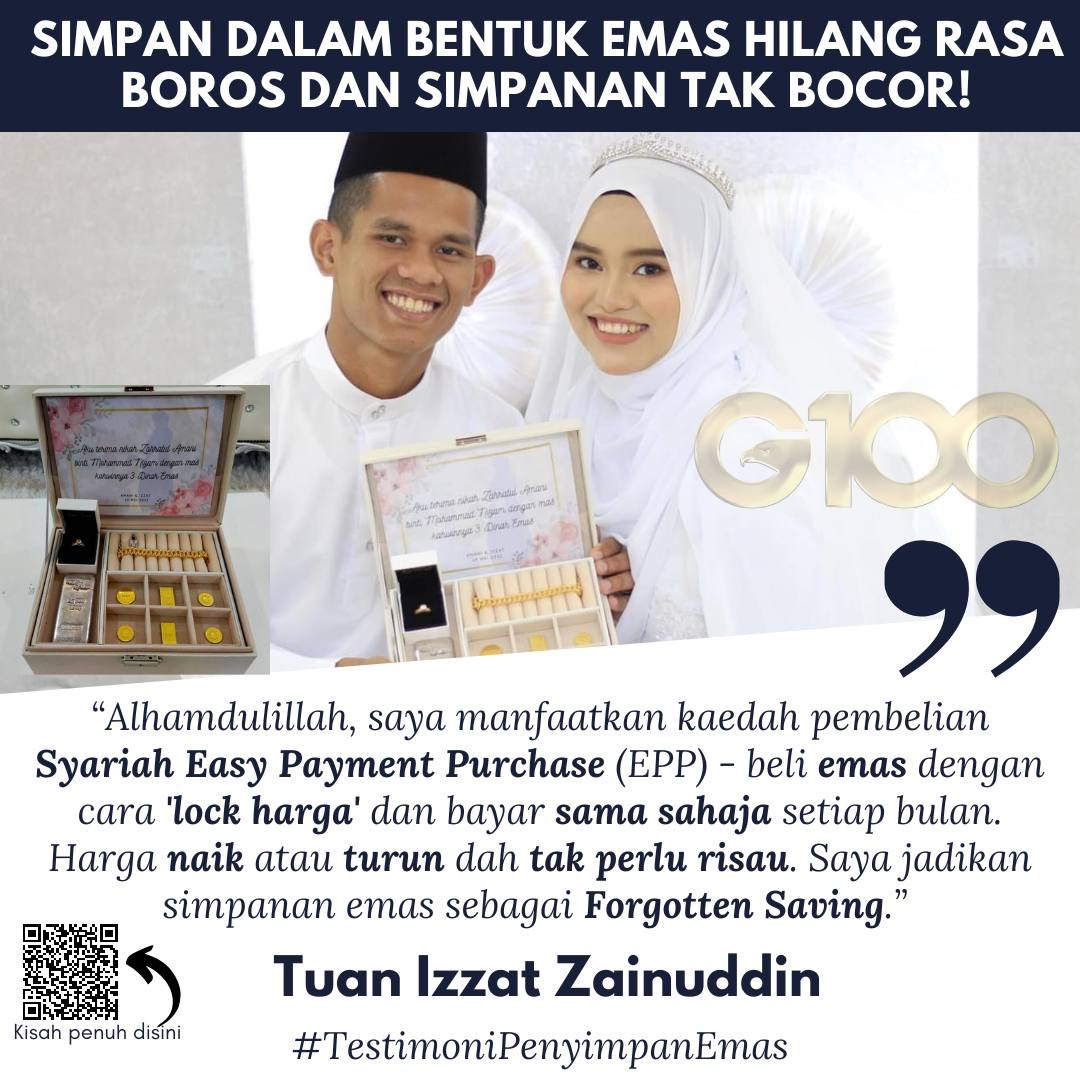 SIMPAN DALAM BENTUK EMAS HILANG RASA
BOROS DAN SIMPANAN TAK BOCOR!
Aku terima nikah Zahratul Amani
binti Mohammad Nizam dengan mas
kahwinnya 3 Dinar Emas
AMANI & IZZAT
Aku terima nikah Zahratul Amani
binti Mohammad Nizam dengan mas
kahwinnya 3 Dinar Emas
AMANI & IZZAT
G100
”
“Alhamdulillah, saya manfaatkan kaedah pembelian
Syariah Easy Payment Purchase (EPP) - beli emas dengan
cara 'lock harga' dan bayar sama sahaja setiap bulan.
Harga naik atau turun dah tak perlu risau. Saya jadikan
simpanan emas sebagai Forgotten Saving.”
Kisah penuh disini
Tuan Izzat Zainuddin
#TestimoniPenyimpanEmas